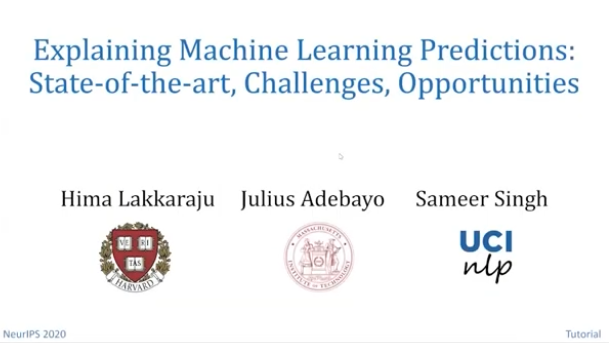 Explaining Machine Learning Predictions:
State-of-the-art, Challenges, Opportunities
Hima Lakkaraju Julius Adebayo Sameer Singh
VE RI
TAS
HARVARD
MASSACHUSETTS
INSTITUTE OF TECHNOLOGY
UCI
nlp
NeurIPS 2020 Tutorial